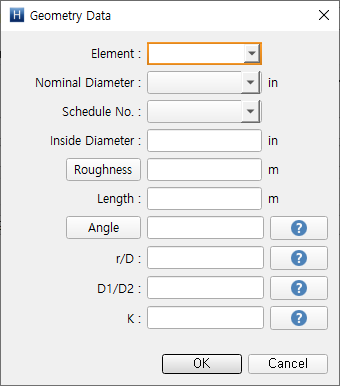 H Geometry Data
Element :
Nominal Diameter : in
Schedule No. :
Inside Diameter : in
Roughness : m
Length : m
Angle : ?
r/D : ?
D1/D2 : ?
K : ?
OK Cancel